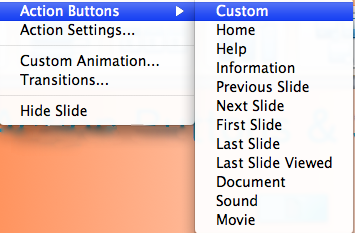 Action Buttons
Action Settings...
Custom Animation...
Transitions...
Hide Slide
Custom
Home
Help
Information
Previous Slide
Next Slide
First Slide
Last Slide
Last Slide Viewed
Document
Sound
Movie